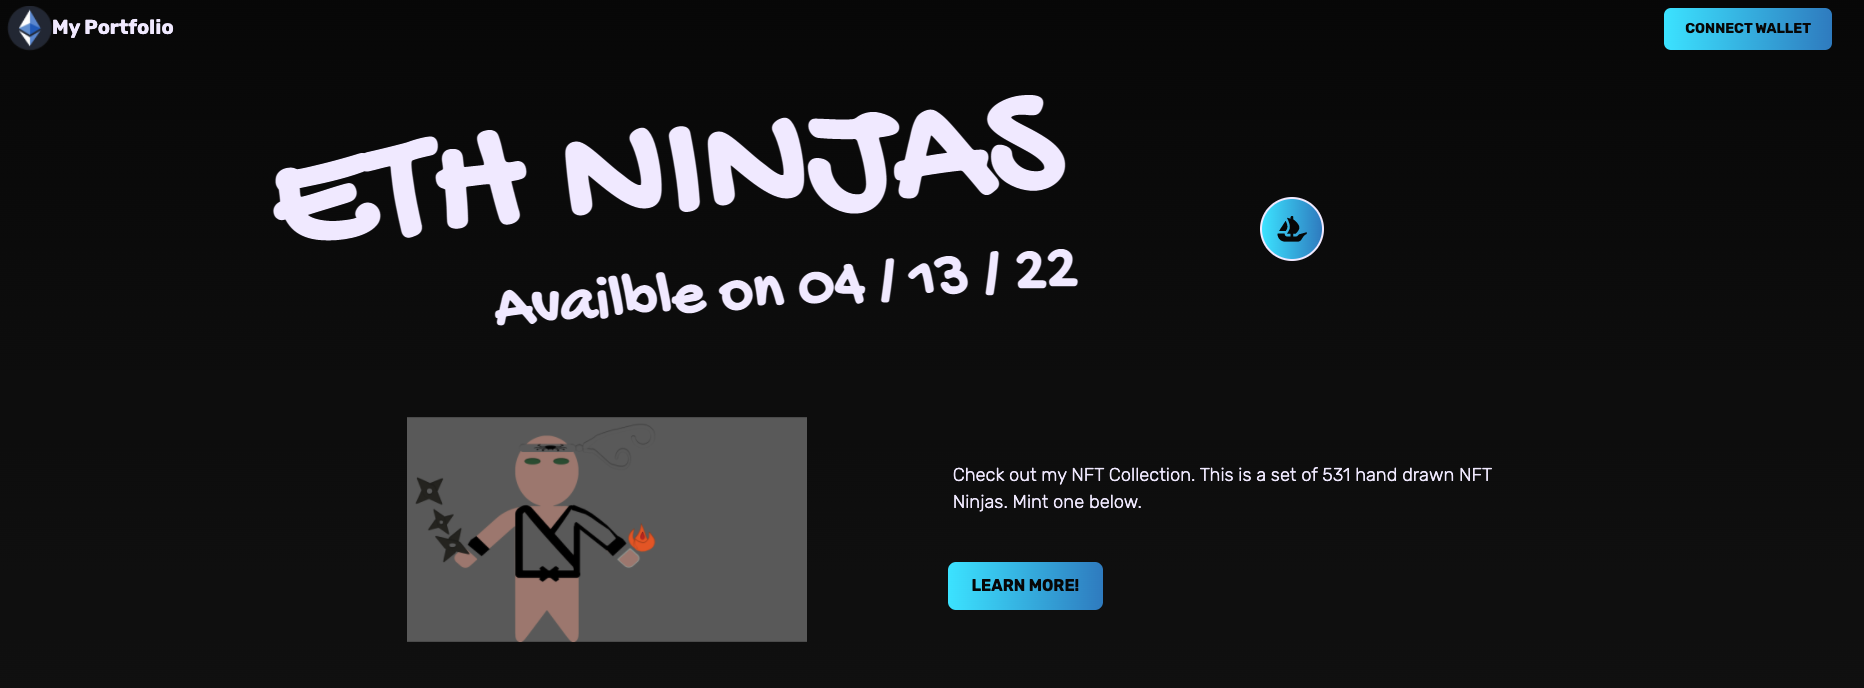 My Portfolio
CONNECT WALLET
ETH NINJAS
Availble on 04 / 13 / 22
Check out my NFT Collection. This is a set of 531 hand drawn NFT
Ninjas. Mint one below.
LEARN MORE!